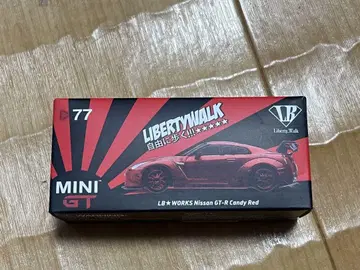 77
LIBERTYWALK
自由に歩く!!!★★★★★
LB
Liberty Walk
MINI
GT
LB★WORKS Nissan GT-R Candy Red